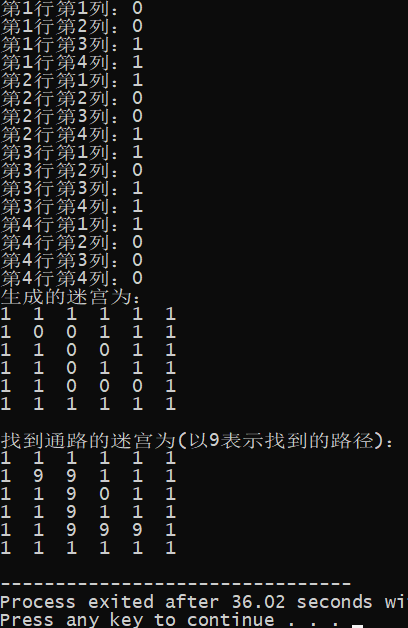 第1行第1列：0
第1行第2列：0
第1行第3列：1
第1行第4列：1
第2行第1列：1
第2行第2列：0
第2行第3列：0
第2行第4列：1
第3行第1列：1
第3行第2列：0
第3行第3列：1
第3行第4列：1
第4行第1列：1
第4行第2列：0
第4行第3列：0
第4行第4列：0
生成的迷宫为：
1 1 1 1 1 1
1 0 0 1 1 1
1 1 0 0 1 1
1 1 0 1 1 1
1 1 0 0 0 1
1 1 1 1 1 1
找到通路的迷宫为(以9表示找到的路径)：
1 1 1 1 1 1
1 9 9 1 1 1
1 1 9 0 1 1
1 1 9 1 1 1
1 1 9 9 9 1
1 1 1 1 1 1
--------------------------------
Process exited after 36.02 seconds wi
Press any key to continue . . .